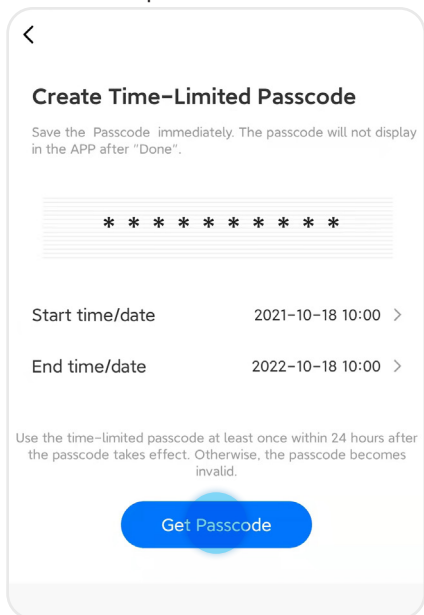 Create Time-Limited Passcode
Save the Passcode immediately. The passcode will not display
in the APP after "Done".
* * * * * * * * * *
Start time/date 2021-10-18 10:00 >
End time/date 2022-10-18 10:00 >
Use the time-limited passcode at least once within 24 hours after
the passcode takes effect. Otherwise, the passcode becomes
invalid.
Get Passcode